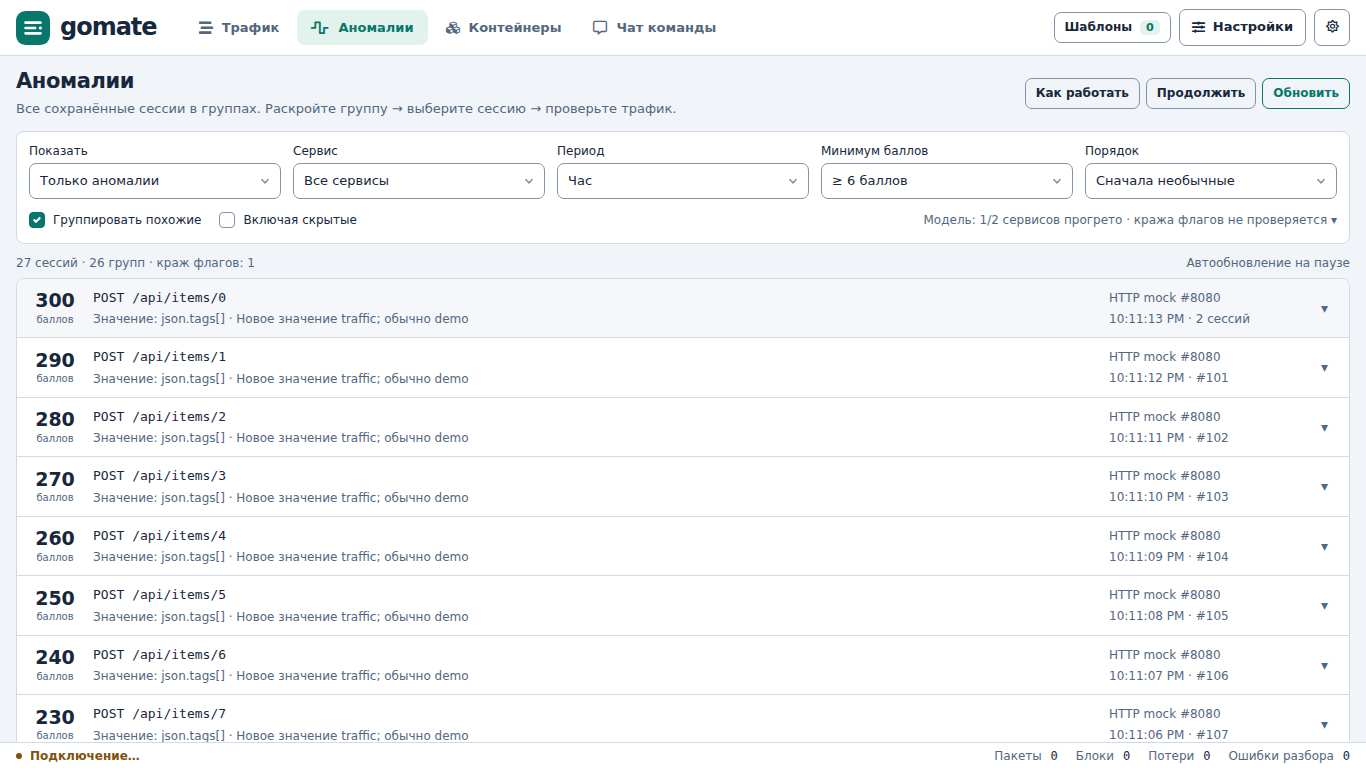 gomate
Трафик
Аномалии
Контейнеры
Чат команды
Шаблоны 0
Настройки
Аномалии
Все сохранённые сессии в группах. Раскройте группу → выберите сессию → проверьте трафик.
Как работать
Продолжить
Обновить
Показать
Сервис
Период
Минимум баллов
Порядок
Только аномалии
Все сервисы
Час
≥ 6 баллов
Сначала необычные
Группировать похожие
Включая скрытые
Модель: 1/2 сервисов прогрето · кража флагов не проверяется ▾
27 сессий · 26 групп · краж флагов: 1
Автообновление на паузе
300 баллов
POST /api/items/0
Значение: json.tags[] · Новое значение traffic; обычно demo
HTTP mock #8080
10:11:13 PM · 2 сессий
▼
290 баллов
POST /api/items/1
Значение: json.tags[] · Новое значение traffic; обычно demo
HTTP mock #8080
10:11:12 PM · #101
▼
280 баллов
POST /api/items/2
Значение: json.tags[] · Новое значение traffic; обычно demo
HTTP mock #8080
10:11:11 PM · #102
▼
270 баллов
POST /api/items/3
Значение: json.tags[] · Новое значение traffic; обычно demo
HTTP mock #8080
10:11:10 PM · #103
▼
260 баллов
POST /api/items/4
Значение: json.tags[] · Новое значение traffic; обычно demo
HTTP mock #8080
10:11:09 PM · #104
▼
250 баллов
POST /api/items/5
Значение: json.tags[] · Новое значение traffic; обычно demo
HTTP mock #8080
10:11:08 PM · #105
▼
240 баллов
POST /api/items/6
Значение: json.tags[] · Новое значение traffic; обычно demo
HTTP mock #8080
10:11:07 PM · #106
▼
230 баллов
POST /api/items/7
Значение: json.tags[] · Новое значение traffic; обычно demo
HTTP mock #8080
10:11:06 PM · #107
▼
Подключение…
Пакеты 0
Блоки 0
Потери 0
Ошибки разбора 0